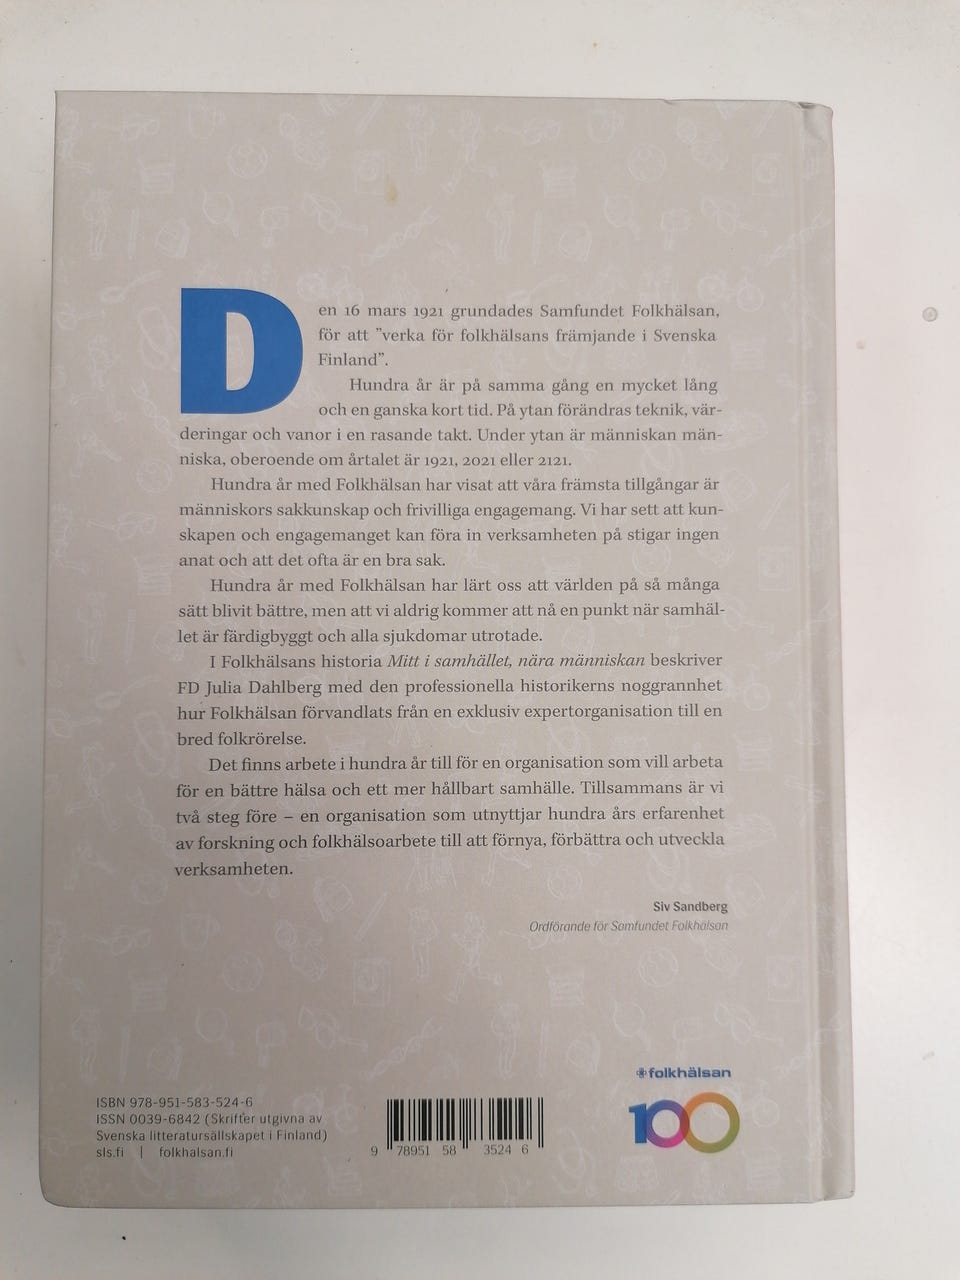 Den 16 mars 1921 grundades Samfundet Folkhälsan,
för att ”verka för folkhälsans främjande i Svenska
Finland”.
Hundra år är på samma gång en mycket lång
och en ganska kort tid. På ytan förändras teknik, vär-
deringar och vanor i en rasande takt. Under ytan är människan män-
niska, oberoende om årtalet är 1921, 2021 eller 2121.
Hundra år med Folkhälsan har visat att våra främsta tillgångar är
människors sakkunskap och frivilliga engagemang. Vi har sett att kun-
skapen och engagemanget kan föra in verksamheten på stigar ingen
anat och att det ofta är en bra sak.
Hundra år med Folkhälsan har lärt oss att världen på så många
sätt blivit bättre, men att vi aldrig kommer att nå en punkt när samhäl-
let är färdigbyggt och alla sjukdomar utrotade.
I Folkhälsans historia Mitt i samhället, nära människan beskriver
FD Julia Dahlberg med den professionella historikerns noggrannhet
hur Folkhälsan förvandlats från en exklusiv expertorganisation till en
bred folkrörelse.
Det finns arbete i hundra år till för en organisation som vill arbeta
för en bättre hälsa och ett mer hållbart samhälle. Tillsammans är vi
två steg före – en organisation som utnyttjar hundra års erfarenhet
av forskning och folkhälsoarbete till att förnya, förbättra och utveckla
verksamheten.
Siv Sandberg
Ordförande för Samfundet Folkhälsan
folkhälsan
100
ISBN 978-951-583-524-6
ISSN 0039-6842 (Skrifter utgivna av
Svenska litteratursällskapet i Finland)
sls.fi | folkhalsan.fi
9 78951 58 3524 6